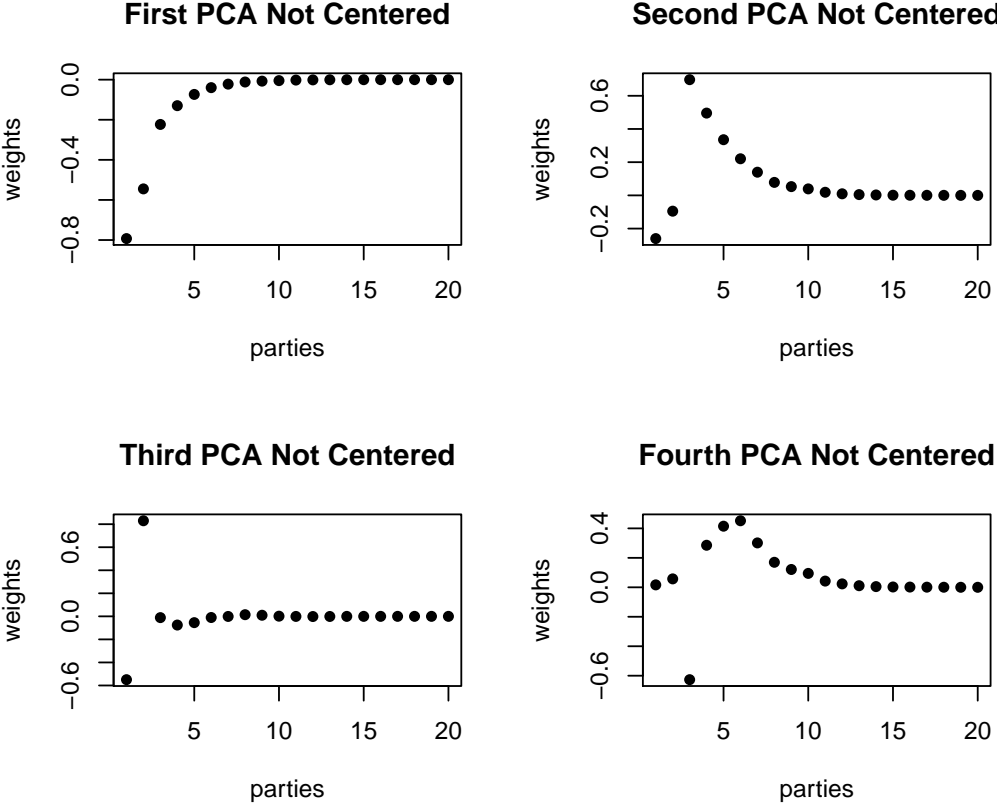 First PCA Not Centered
weights
0.0
−0.4
−0.8
5 10 15 20
parties
Second PCA Not Centered
weights
0.6
0.2
−0.2
5 10 15 20
parties
Third PCA Not Centered
weights
0.6
0.0
−0.6
5 10 15 20
parties
Fourth PCA Not Centered
weights
0.4
0.0
−0.6
5 10 15 20
parties